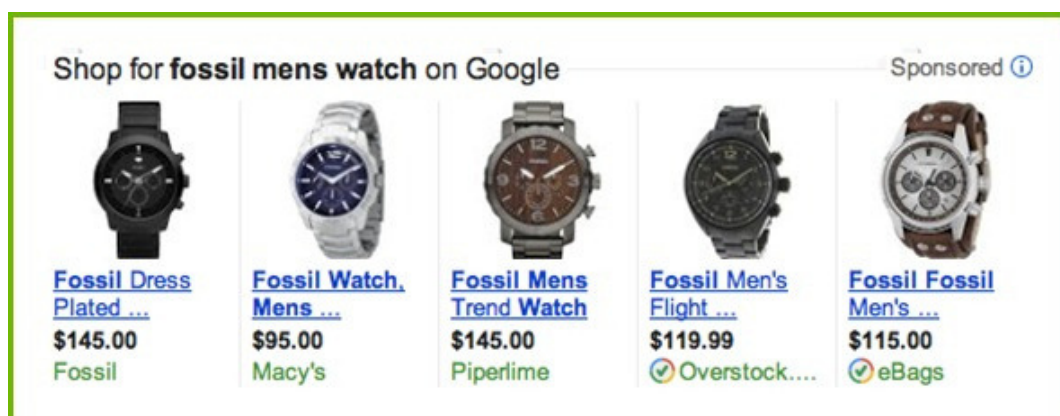 Shop for fossil mens watch on Google
Sponsored
Fossil Dress
Plated ...
$145.00
Fossil
Fossil Watch,
Mens ...
$95.00
Macy's
Fossil Mens
Trend Watch
$145.00
Piperlime
Fossil Men's
Flight ...
$119.99
Overstock....
Fossil Fossil
Men's ...
$115.00
eBags